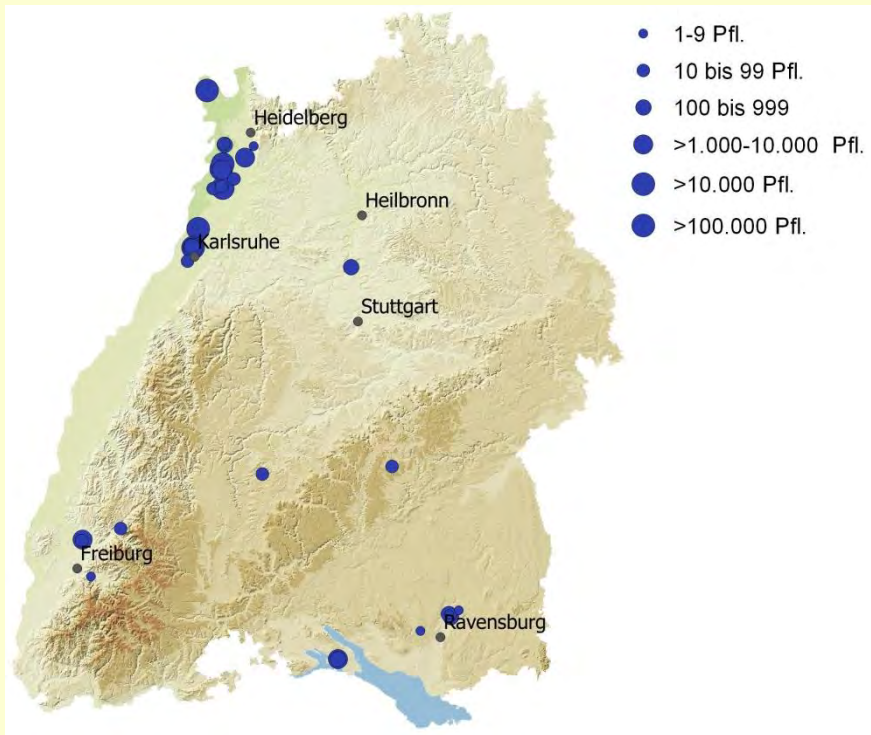 1-9 Pfl.
10 bis 99 Pfl.
100 bis 999
>1.000-10.000 Pfl.
>10.000 Pfl.
>100.000 Pfl.
Heidelberg
Heilbronn
Karlsruhe
Stuttgart
Freiburg
Ravensburg